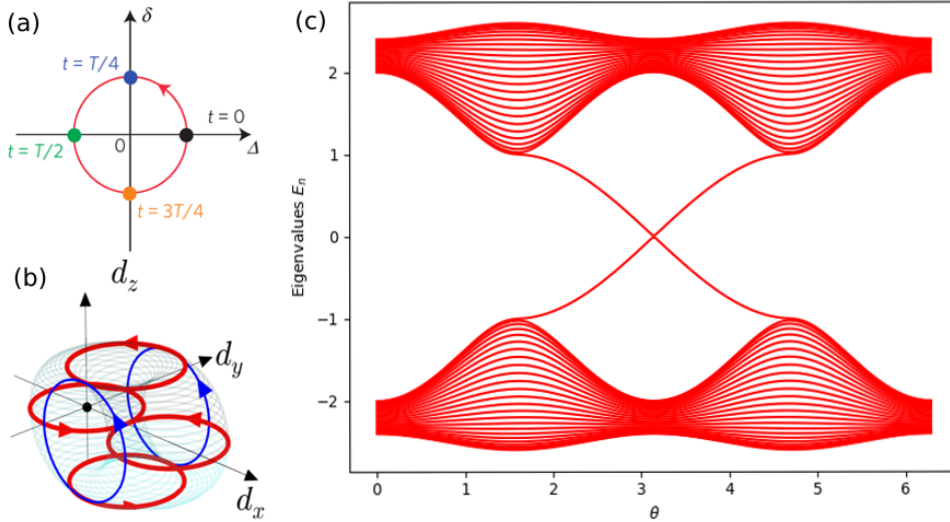 (a)
δ
t = T/4
t = 0
0
Δ
t = T/2
t = 3T/4
(b)
d_z
d_y
d_x
(c)
Eigenvalues E_n
2
1
0
−1
−2
0
1
2
3
4
5
6
θ